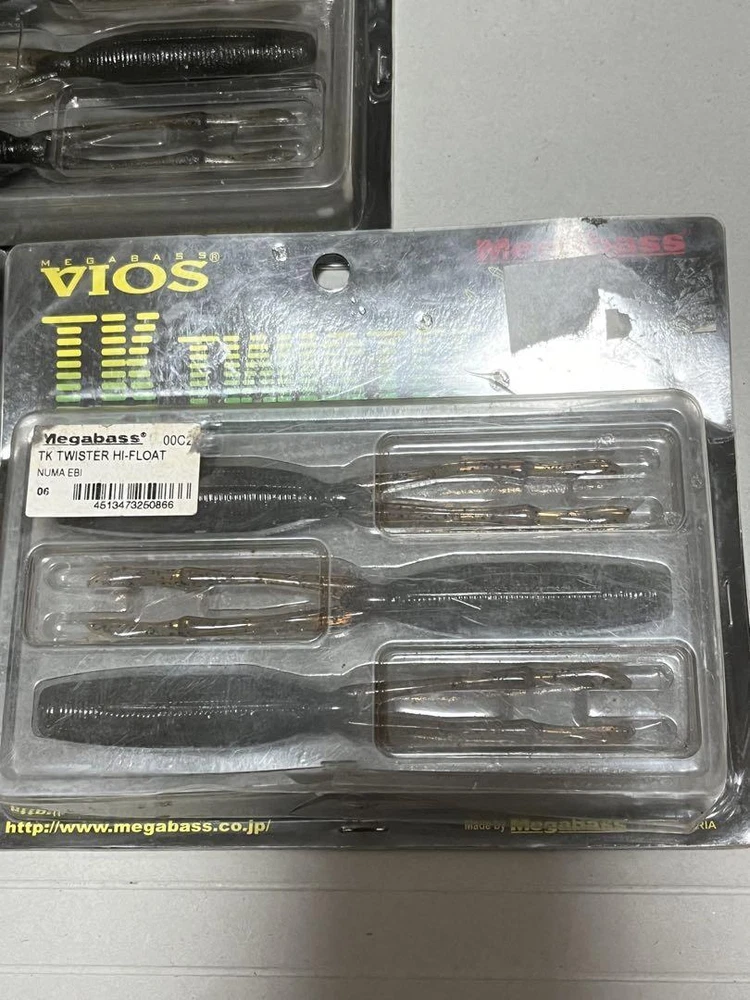 MEGABASS
VIOS®
Megabass
TK TWIST
Megabass® 00C2
TK TWISTER HI-FLOAT
NUMA EBI
06
4513473250866
http://www.megabass.co.jp/
Made by Megabass